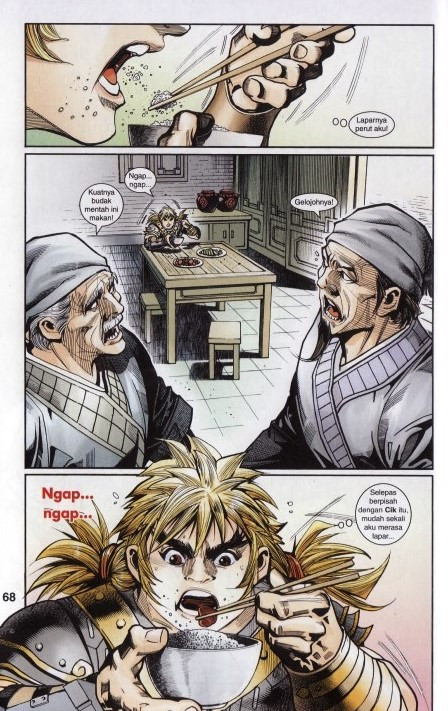 Laparnya
perut aku!
Ngap...
ngap...
Kuatnya
budak
mentah ini
makan!
Gelojohnya!
Ngap...
ngap...
Selepas
berpisah
dengan Cik itu,
mudah sekali
aku merasa
lapar...
68